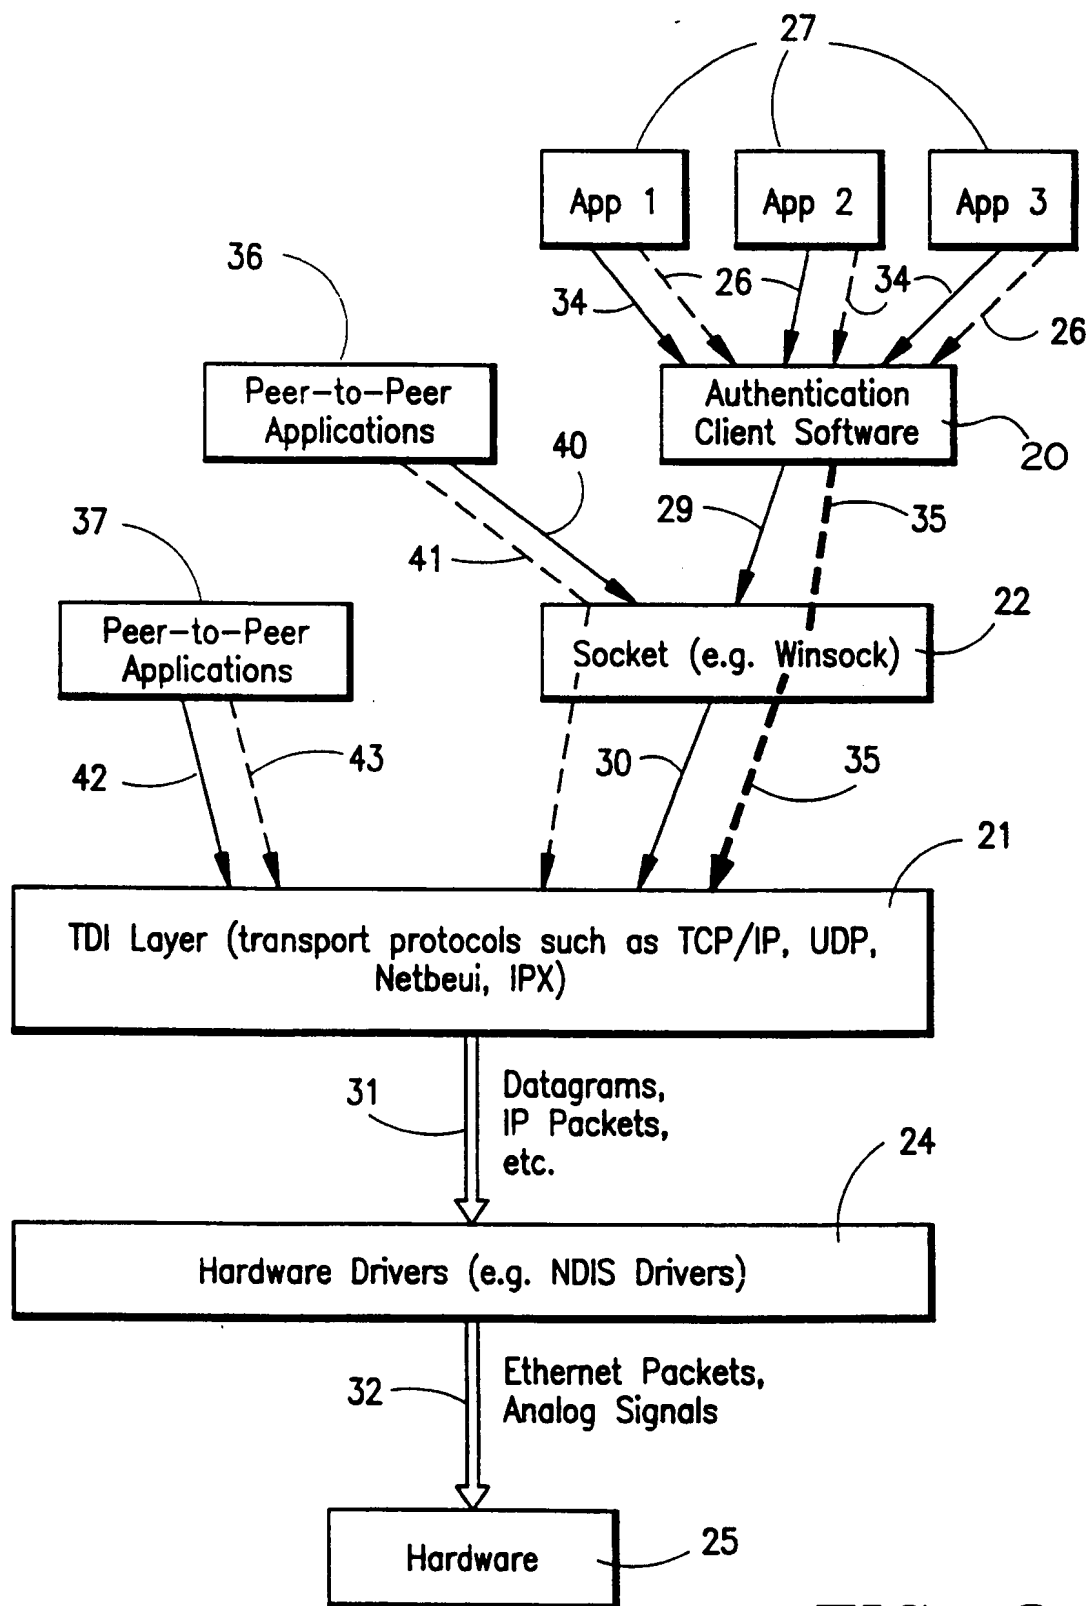 27
App 1
App 2
App 3
36
34
26
34
26
Peer-to-Peer
Applications
Authentication
Client Software
20
40
29
35
37
41
22
Peer-to-Peer
Applications
Socket (e.g. Winsock)
42
43
30
35
21
TDI Layer (transport protocols such as TCP/IP, UDP,
Netbeui, IPX)
31
Datagrams,
IP Packets,
etc.
24
Hardware Drivers (e.g. NDIS Drivers)
32
Ethernet Packets,
Analog Signals
Hardware
25